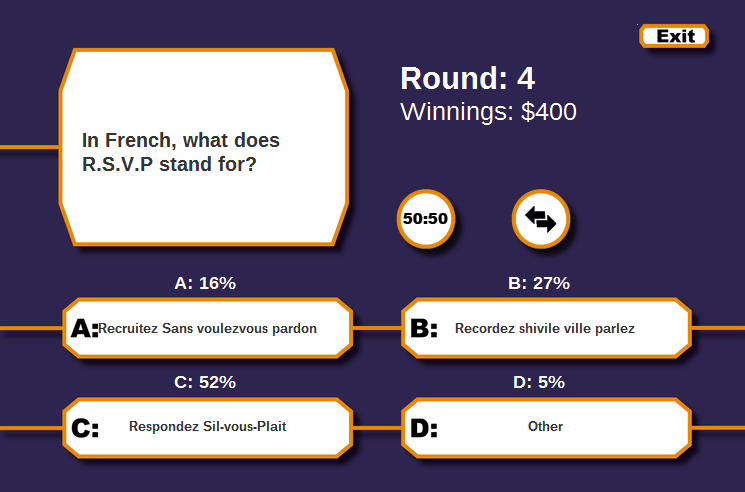 Exit
Round: 4
Winnings: $400
In French, what does
R.S.V.P stand for?
50:50
A: 16%
B: 27%
A: Recruitez Sans voulezvous pardon
B: Recordez shivile ville parlez
C: 52%
D: 5%
C: Respondez Sil-vous-Plait
D: Other